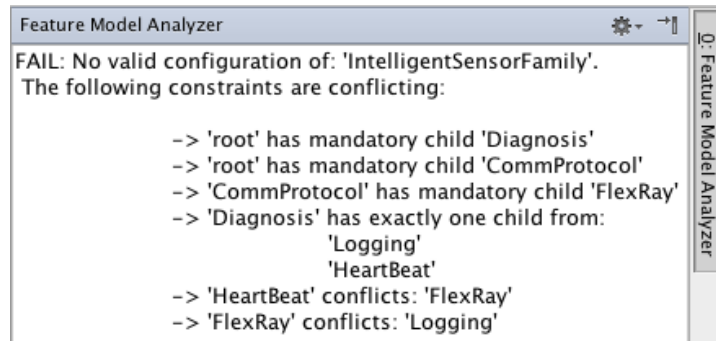 Feature Model Analyzer
FAIL: No valid configuration of: 'IntelligentSensorFamily'.
The following constraints are conflicting:
-> 'root' has mandatory child 'Diagnosis'
-> 'root' has mandatory child 'CommProtocol'
-> 'CommProtocol' has mandatory child 'FlexRay'
-> 'Diagnosis' has exactly one child from:
'Logging'
'HeartBeat'
-> 'HeartBeat' conflicts: 'FlexRay'
-> 'FlexRay' conflicts: 'Logging'
0: Feature Model Analyzer